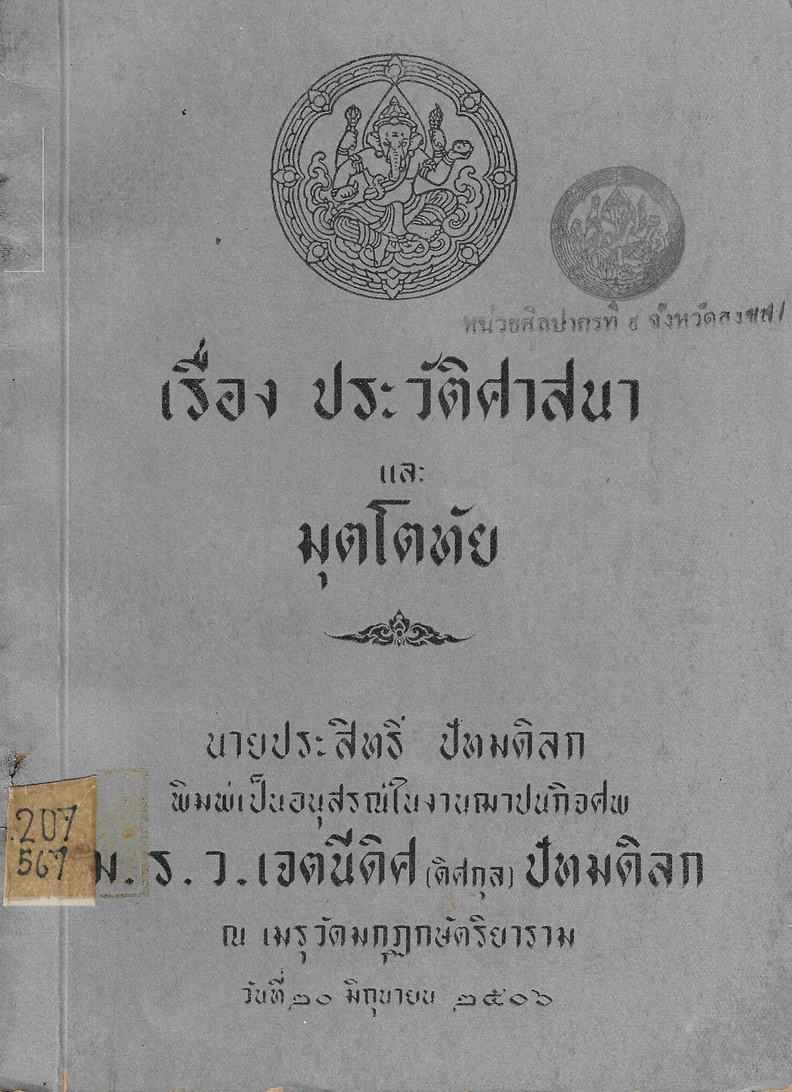 หน่วยศิลปากรที่ ๙ จังหวัดสงขลา
เรื่อง ประวัติศาสนา
และ
มุตโตทัย
นายประสิทธิ์ ปัทมดิลก
พิมพ์เป็นอนุสรณ์ในงานฌาปนกิจศพ
207
567
ม.ร.ว.เจตนีดิศ (ดิศกุล) ปัทมดิลก
ณ เมรุวัดมกุฏกษัตริยาราม
วันที่ ๒๐ มิถุนายน ๒๕๐๖